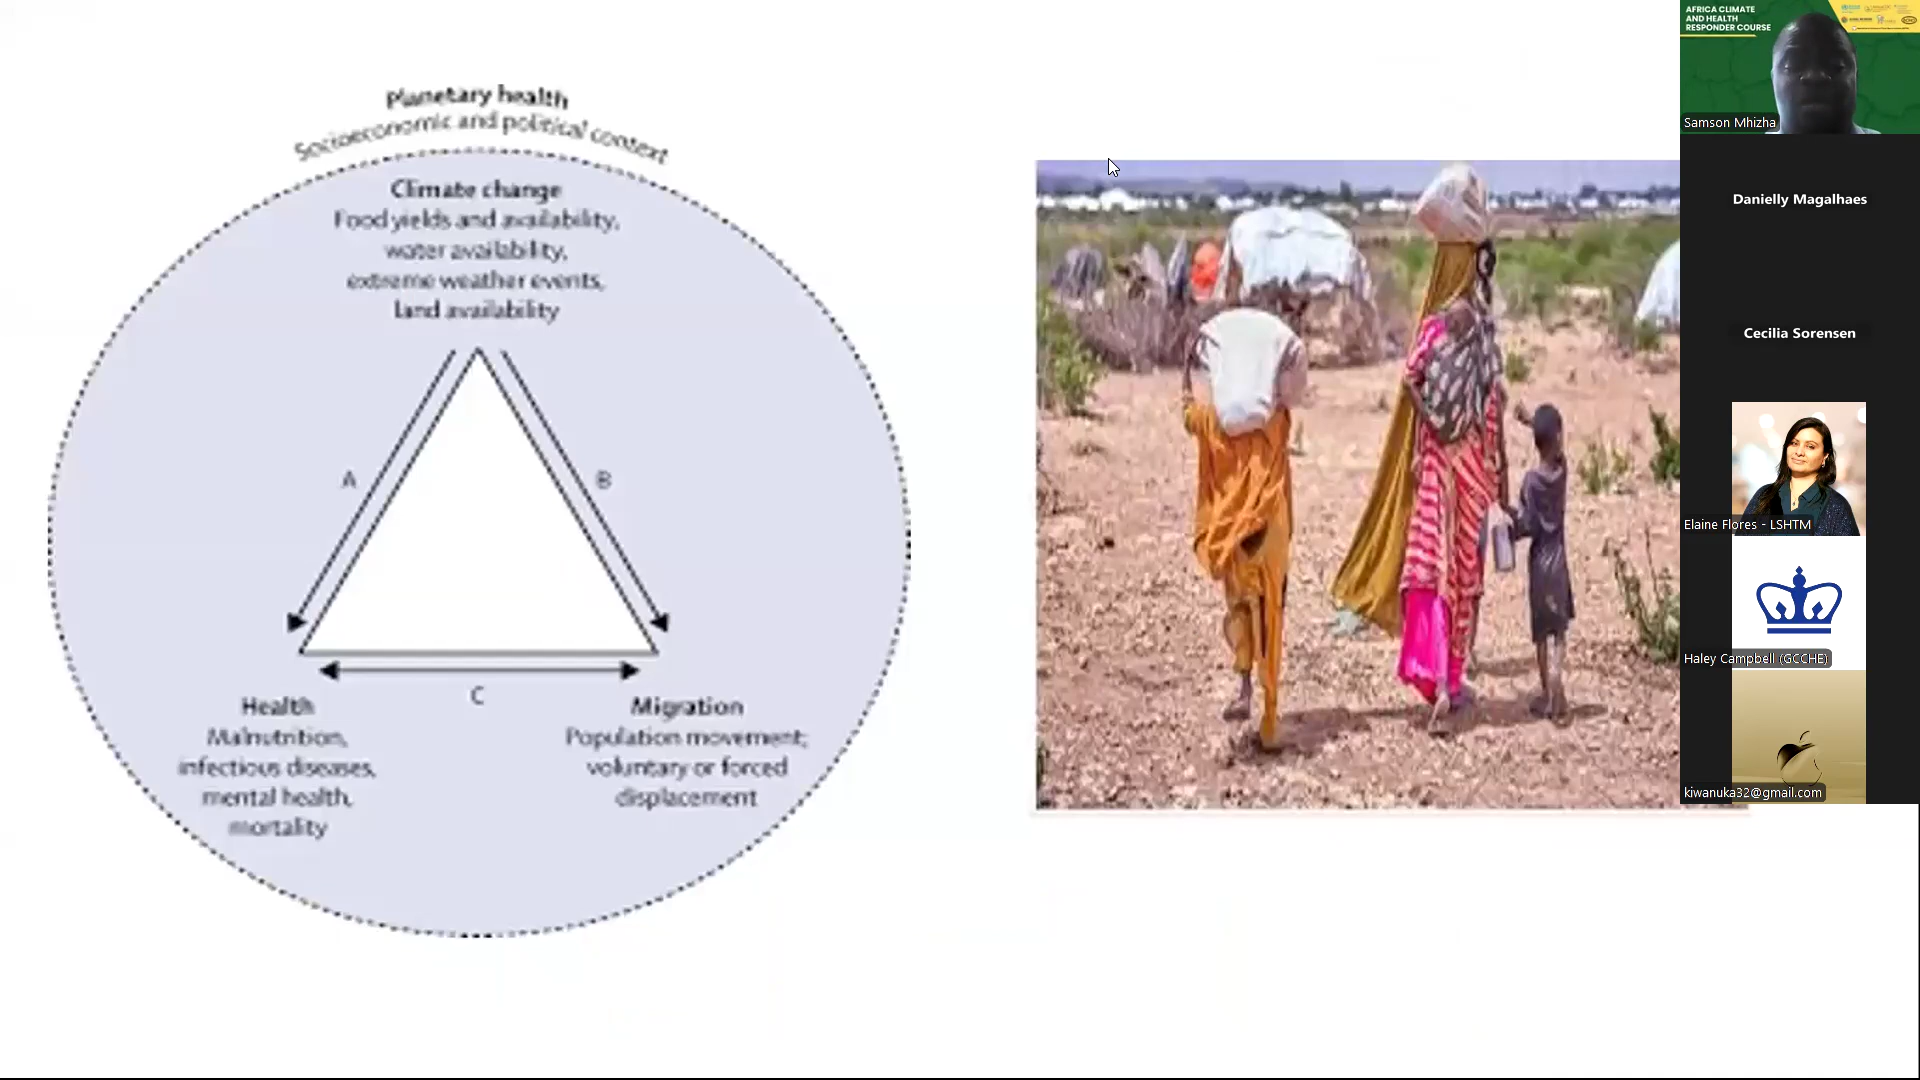 Planetary health
Socioeconomic and political context
Climate change
Food yields and availability,
water availability,
extreme weather events,
land availability
A
B
C
Health
Malnutrition,
infectious diseases,
mental health,
mortality
Migration
Population movement;
voluntary or forced
displacement
AFRICA CLIMATE
AND HEALTH
RESPONDER COURSE
Samson Mhizha
Danielly Magalhaes
Cecilia Sorensen
Elaine Flores - LSHTM
Haley Campbell (GCCHE)
kiwanuka32@gmail.com